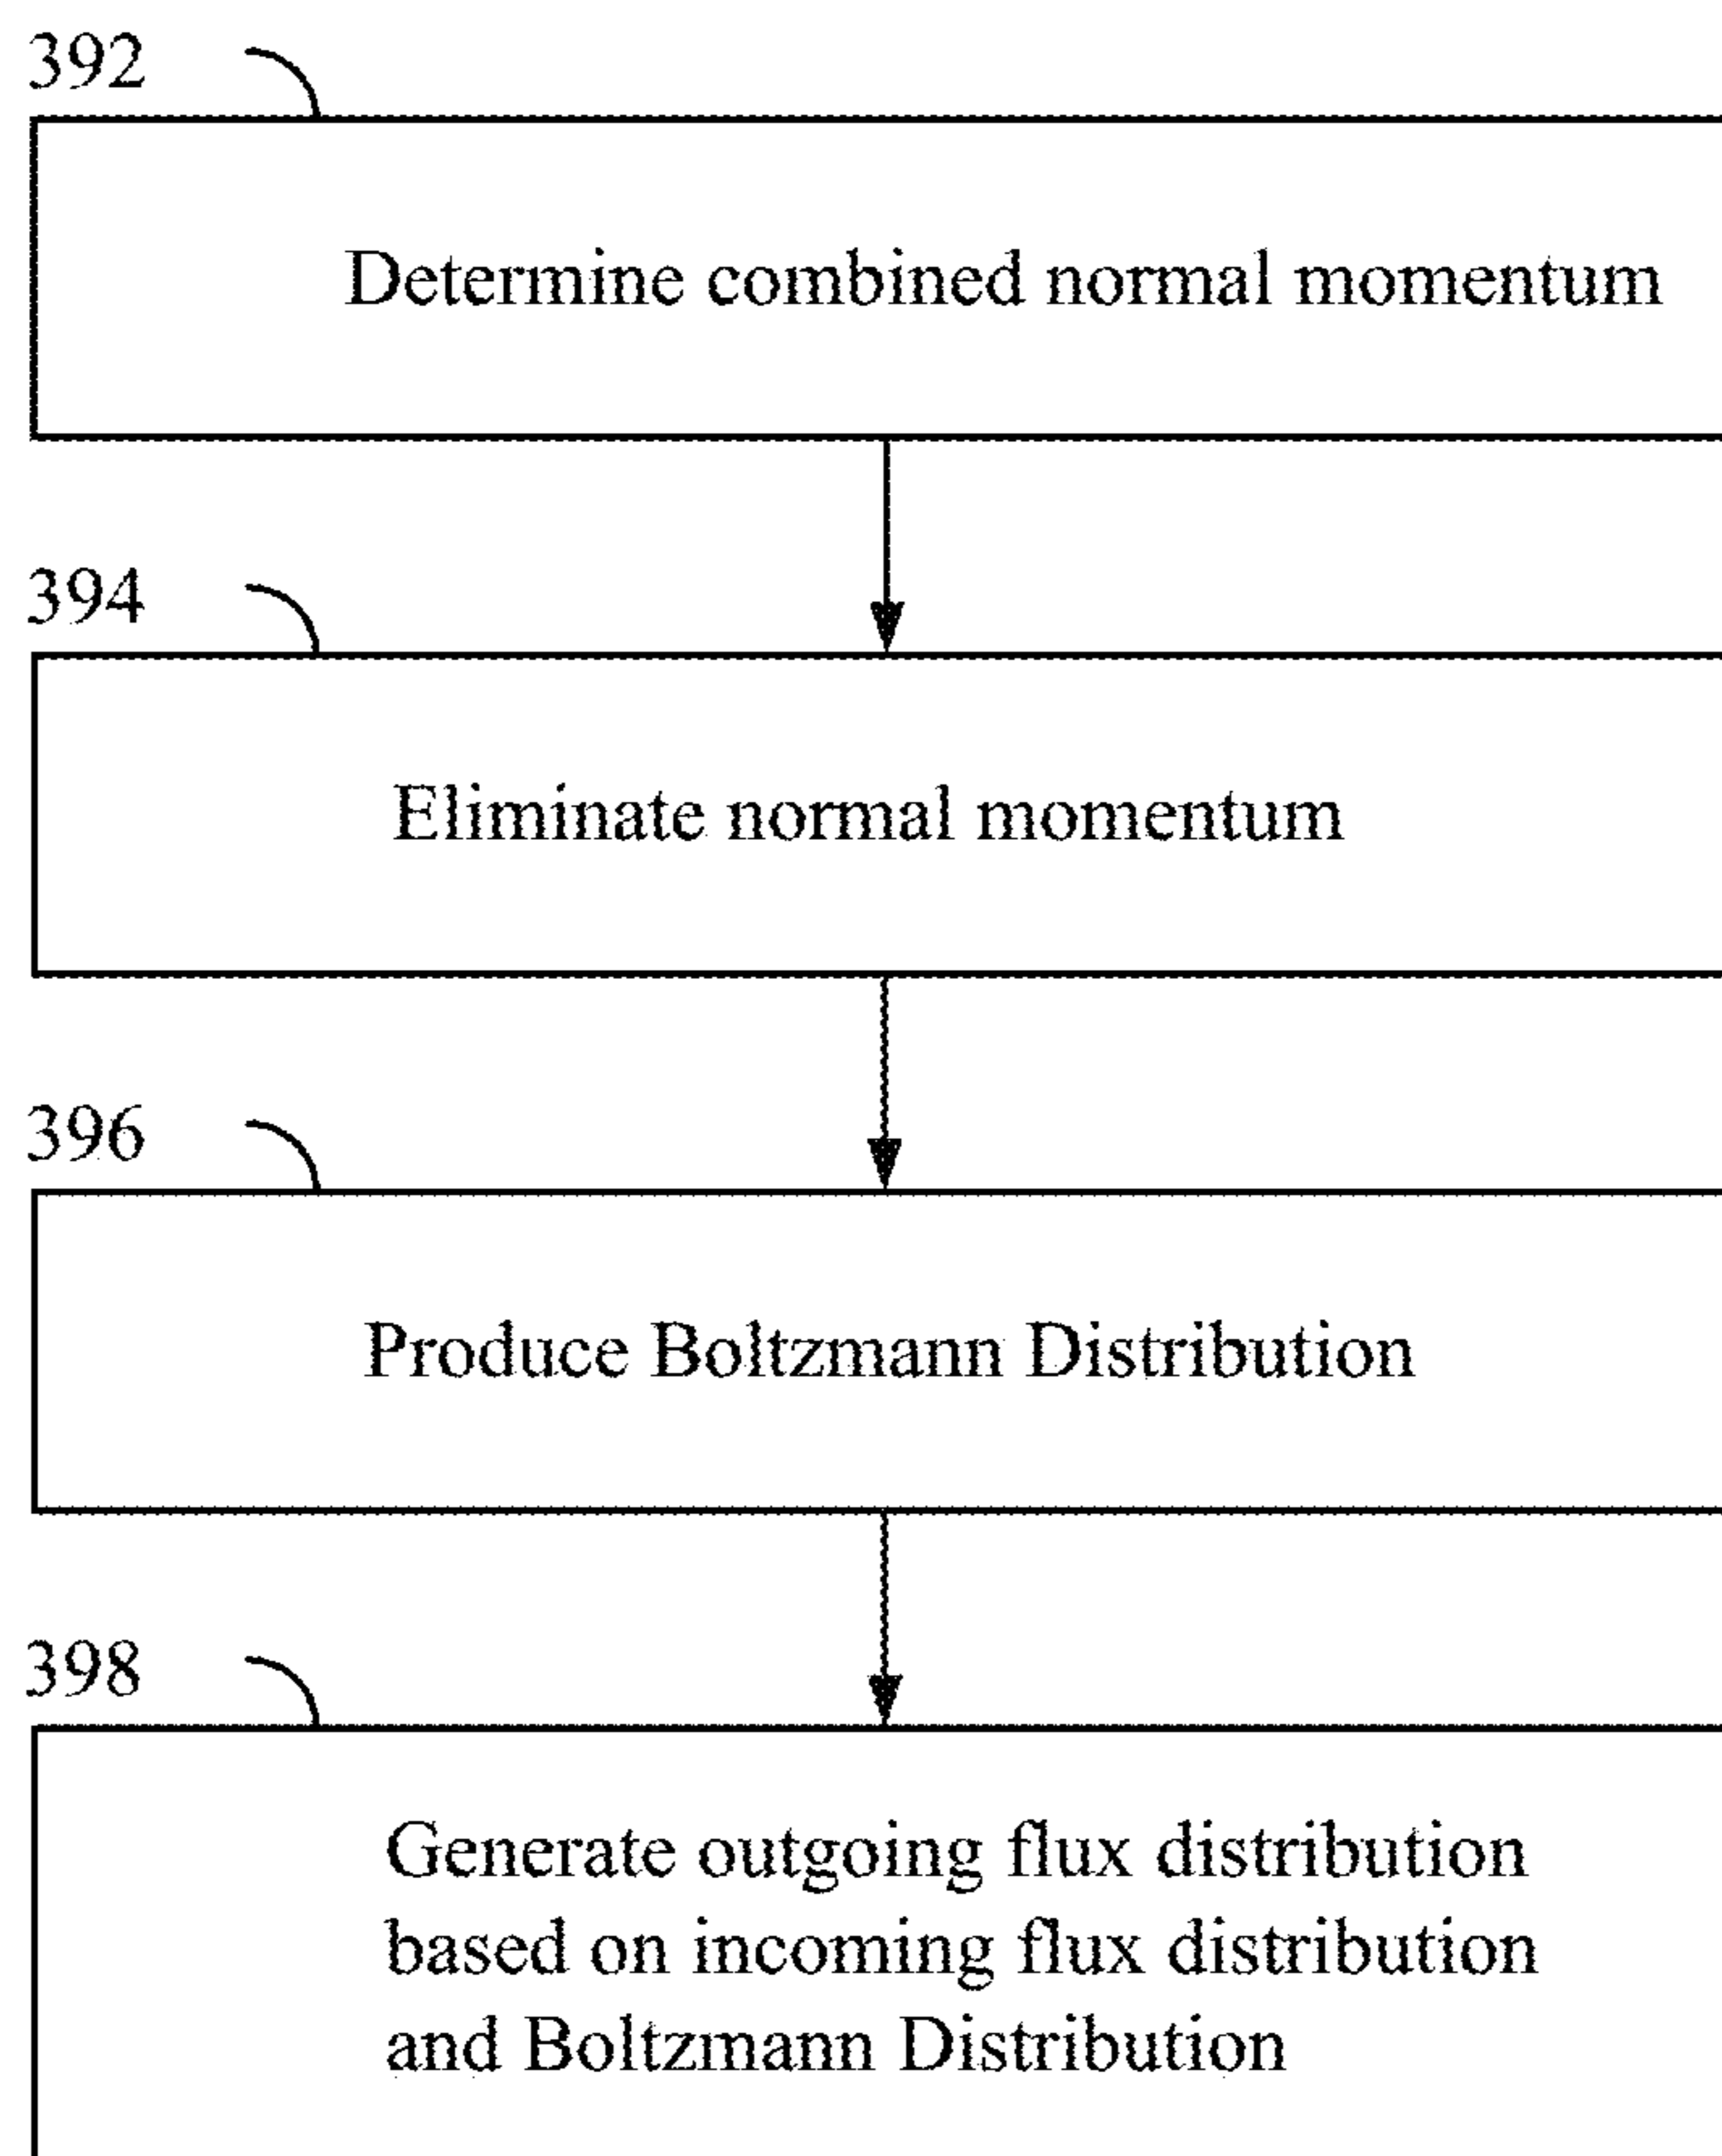 392
Determine combined normal momentum
394
Eliminate normal momentum
396
Produce Boltzmann Distribution
398
Generate outgoing flux distribution
based on incoming flux distribution
and Boltzmann Distribution